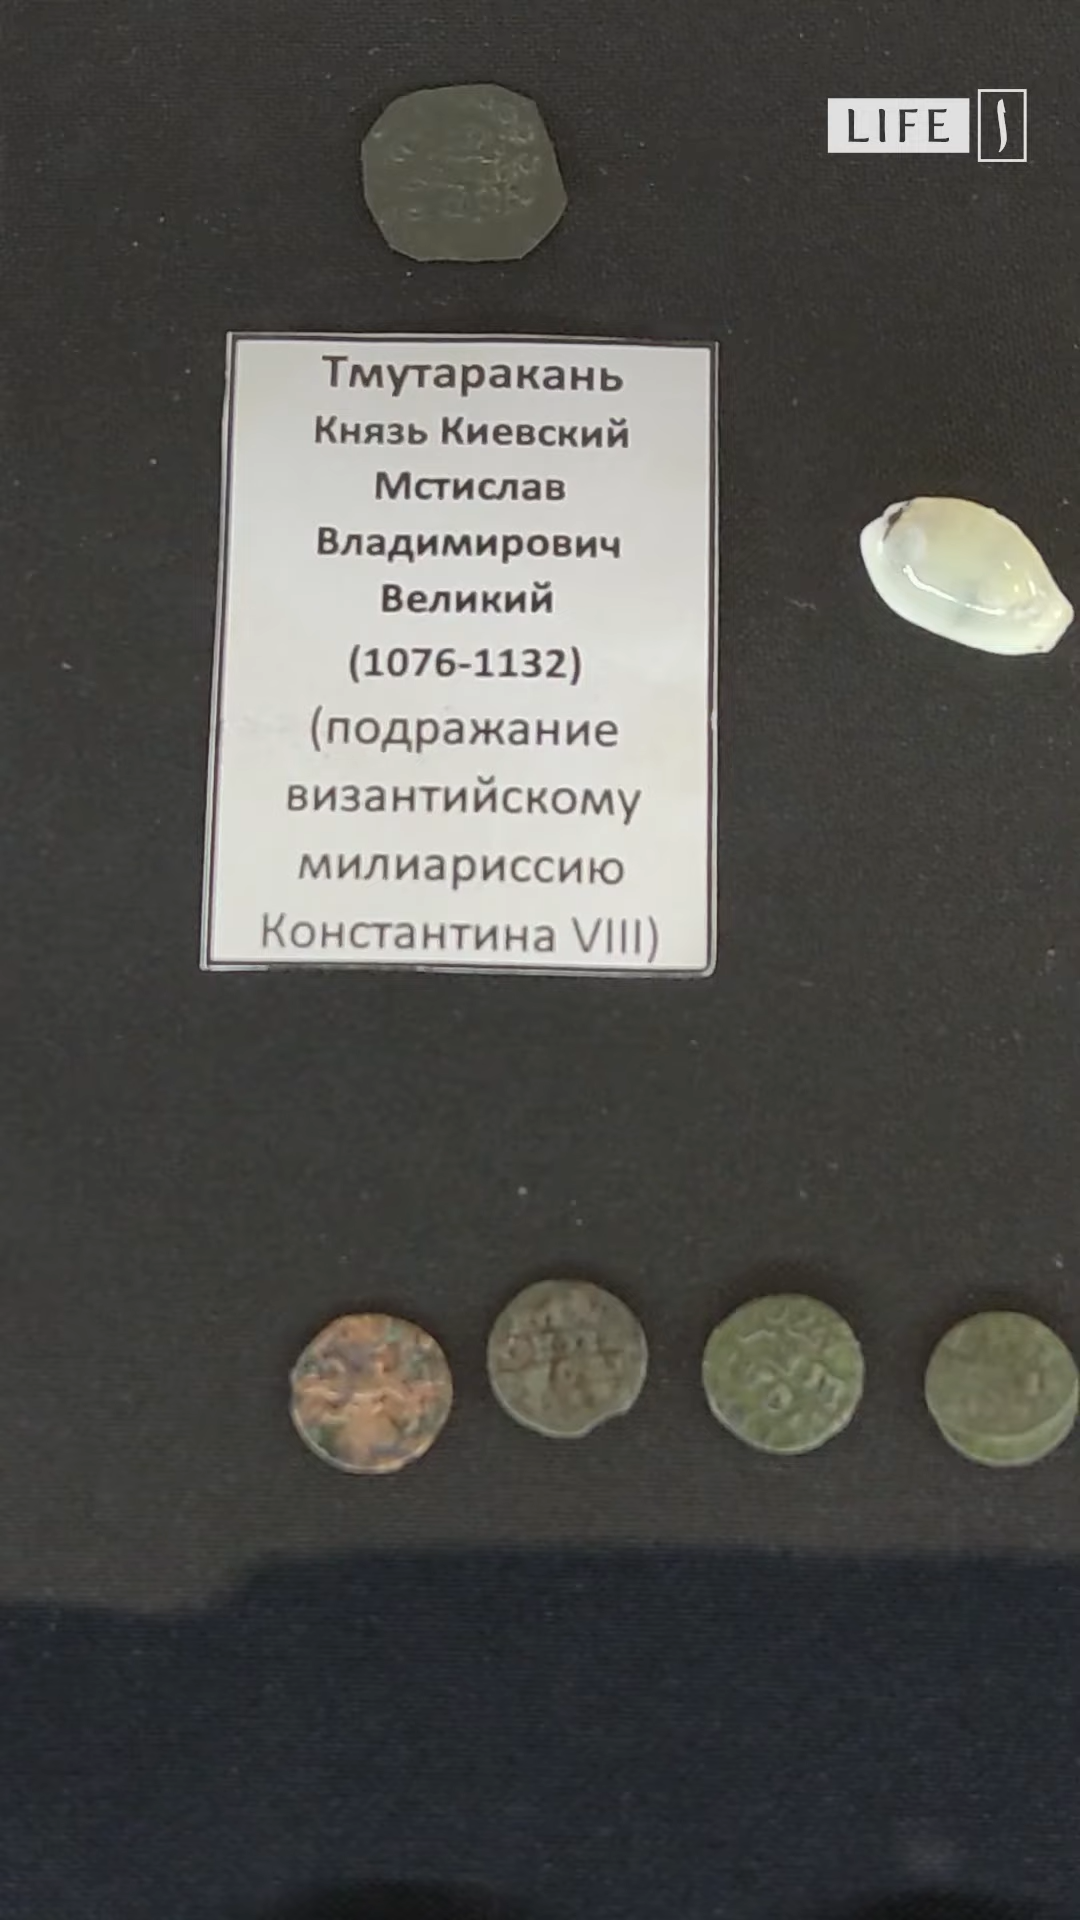 LIFE
Тмутаракань
Князь Киевский
Мстислав
Владимирович
Великий
(1076-1132)
(подражание
византийскому
милиариссию
Константина VIII)